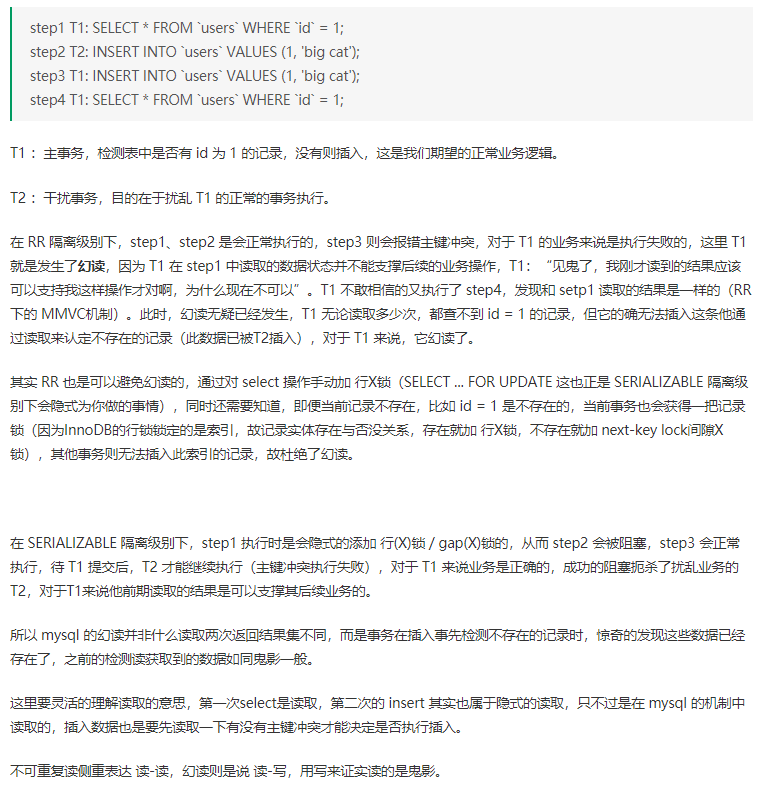 step1 T1: SELECT * FROM `users` WHERE `id` = 1;
step2 T2: INSERT INTO `users` VALUES (1, 'big cat');
step3 T1: INSERT INTO `users` VALUES (1, 'big cat');
step4 T1: SELECT * FROM `users` WHERE `id` = 1;
T1 ：主事务，检测表中是否有 id 为 1 的记录，没有则插入，这是我们期望的正常业务逻辑。
T2 ：干扰事务，目的在于扰乱 T1 的正常的事务执行。
在 RR 隔离级别下，step1、step2 是会正常执行的，step3 则会报错主键冲突，对于 T1 的业务来说是执行失败的，这里 T1
就是发生了幻读，因为 T1 在 step1 中读取的数据状态并不能支撑后续的业务操作，T1：“见鬼了，我刚才读到的结果应该
可以支持我这样操作才对啊，为什么现在不可以”。T1 不敢相信的又执行了 step4，发现和 setp1 读取的结果是一样的（RR
下的 MMVC机制）。此时，幻读无疑已经发生，T1 无论读取多少次，都查不到 id = 1 的记录，但它的确无法插入这条他通
过读取来认定不存在的记录（此数据已被T2插入），对于 T1 来说，它幻读了。
其实 RR 也是可以避免幻读的，通过对 select 操作手动加 行X锁（SELECT ... FOR UPDATE 这也正是 SERIALIZABLE 隔离级
别下会隐式为你做的事情），同时还需要知道，即便当前记录不存在，比如 id = 1 是不存在的，当前事务也会获得一把记录
锁（因为InnoDB的行锁锁定的是索引，故记录实体存在与否没关系，存在就加 行X锁，不存在就加 next-key lock间隙X
锁），其他事务则无法插入此索引的记录，故杜绝了幻读。
在 SERIALIZABLE 隔离级别下，step1 执行时是会隐式的添加 行(X)锁 / gap(X)锁的，从而 step2 会被阻塞，step3 会正常
执行，待 T1 提交后，T2 才能继续执行（主键冲突执行失败），对于 T1 来说业务是正确的，成功的阻塞扼杀了扰乱业务的
T2，对于T1来说他前期读取的结果是可以支撑其后续业务的。
所以 mysql 的幻读并非什么读取两次返回结果集不同，而是事务在插入事先检测不存在的记录时，惊奇的发现这些数据已经
存在了，之前的检测读获取到的数据如同鬼影一般。
这里要灵活的理解读取的意思，第一次select是读取，第二次的 insert 其实也属于隐式的读取，只不过是在 mysql 的机制中
读取的，插入数据也是要先读取一下有没有主键冲突才能决定是否执行插入。
不可重复读侧重表达 读-读，幻读则是说 读-写，用写来证实读的是鬼影。